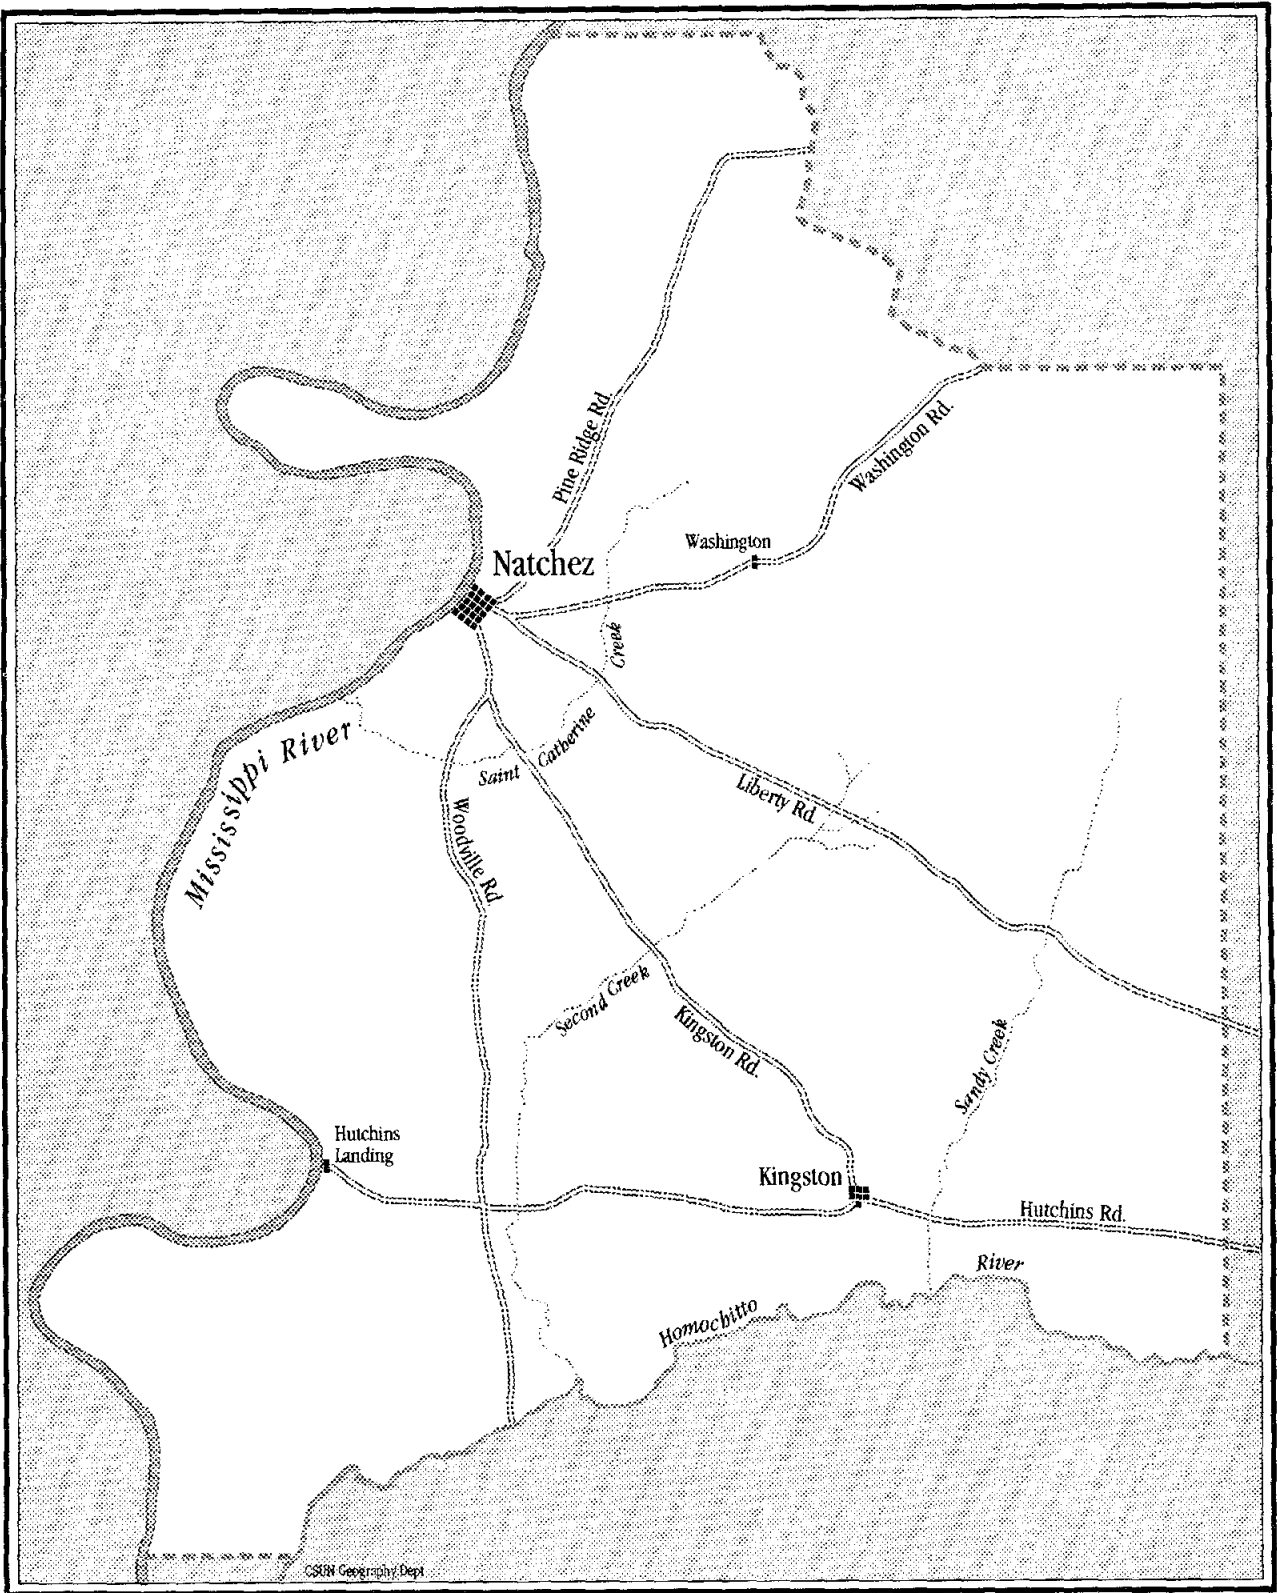 Pine Ridge Rd.
Washington Rd.
Washington
Natchez
Creek
Catherine
Saint
Mississippi River
Liberty Rd.
Woodville Rd
Second Creek
Kingston Rd.
Sandy Creek
Hutchins
Landing
Kingston
Hutchins Rd.
River
Homochitto
CSUN Geography Dept